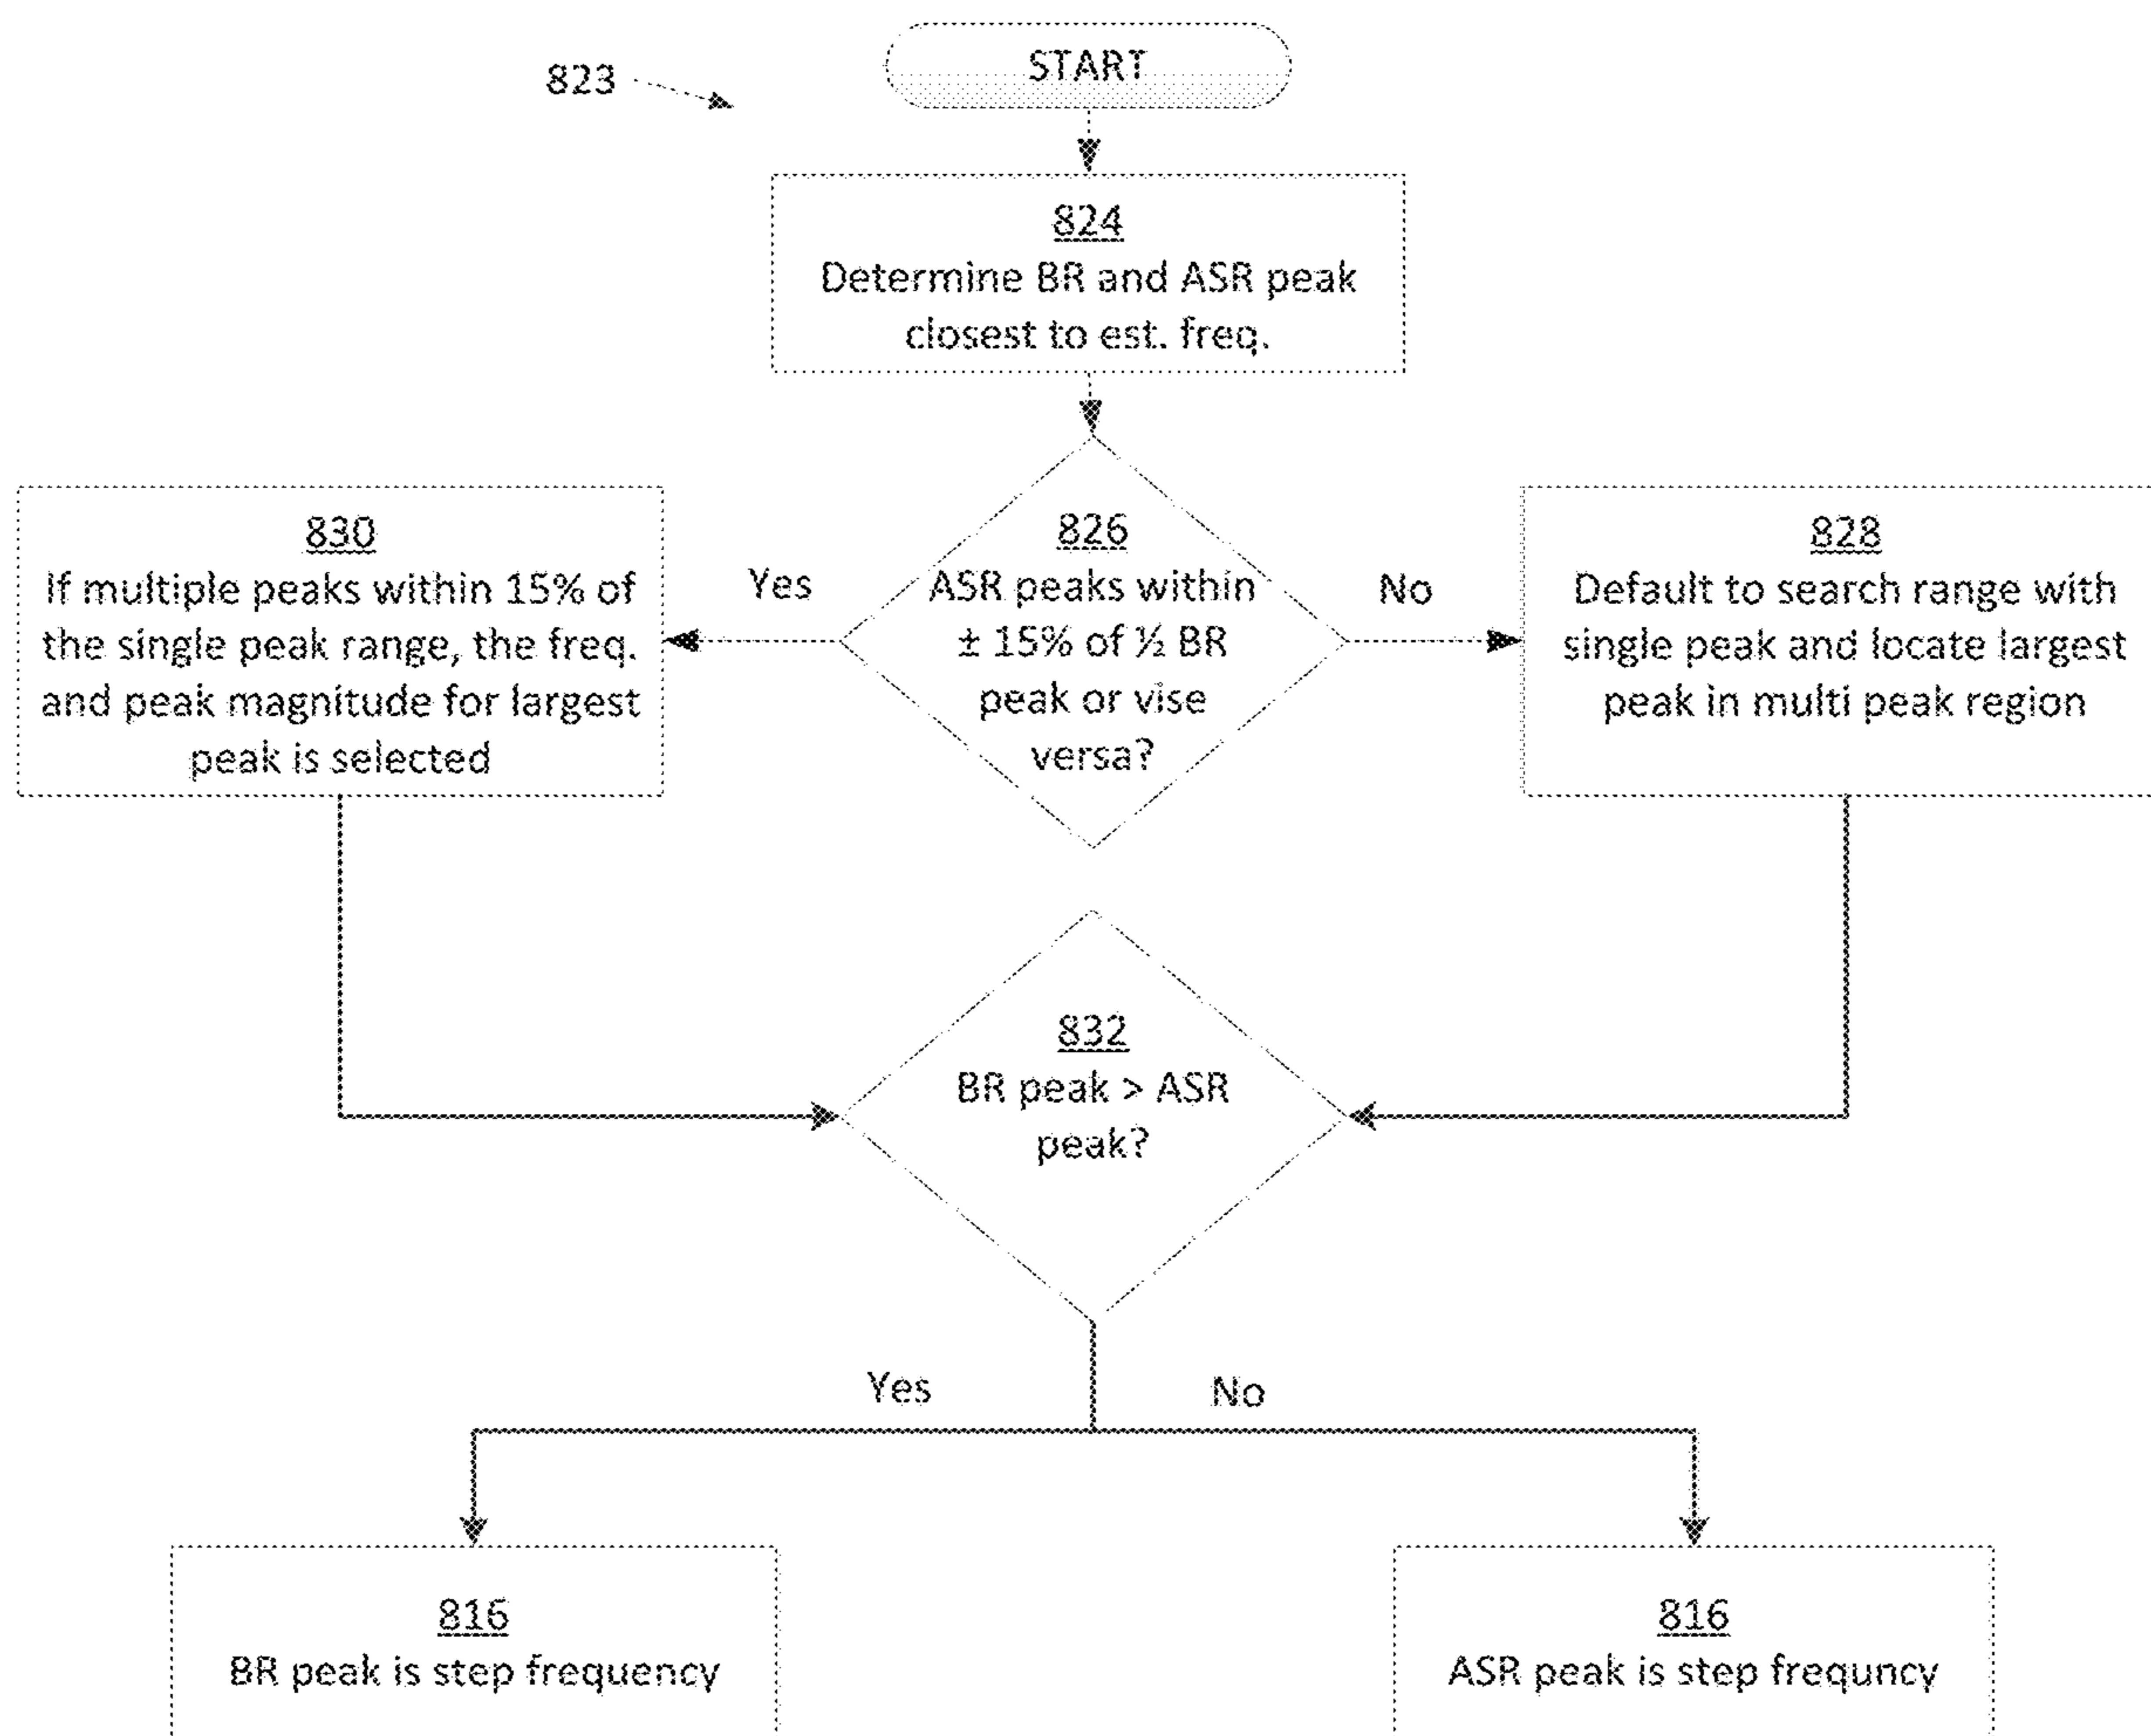 START
823
824
Determine BR and ASR peak
closest to est. freq.
830
If multiple peaks within 15% of
the single peak range, the freq.
and peak magnitude for largest
peak is selected
Yes
826
ASR peaks within
± 15% of ½ BR
peak or vise
versa?
No
828
Default to search range with
single peak and locate largest
peak in multi peak region
832
BR peak > ASR
peak?
Yes
No
816
BR peak is step frequency
816
ASR peak is step frequncy